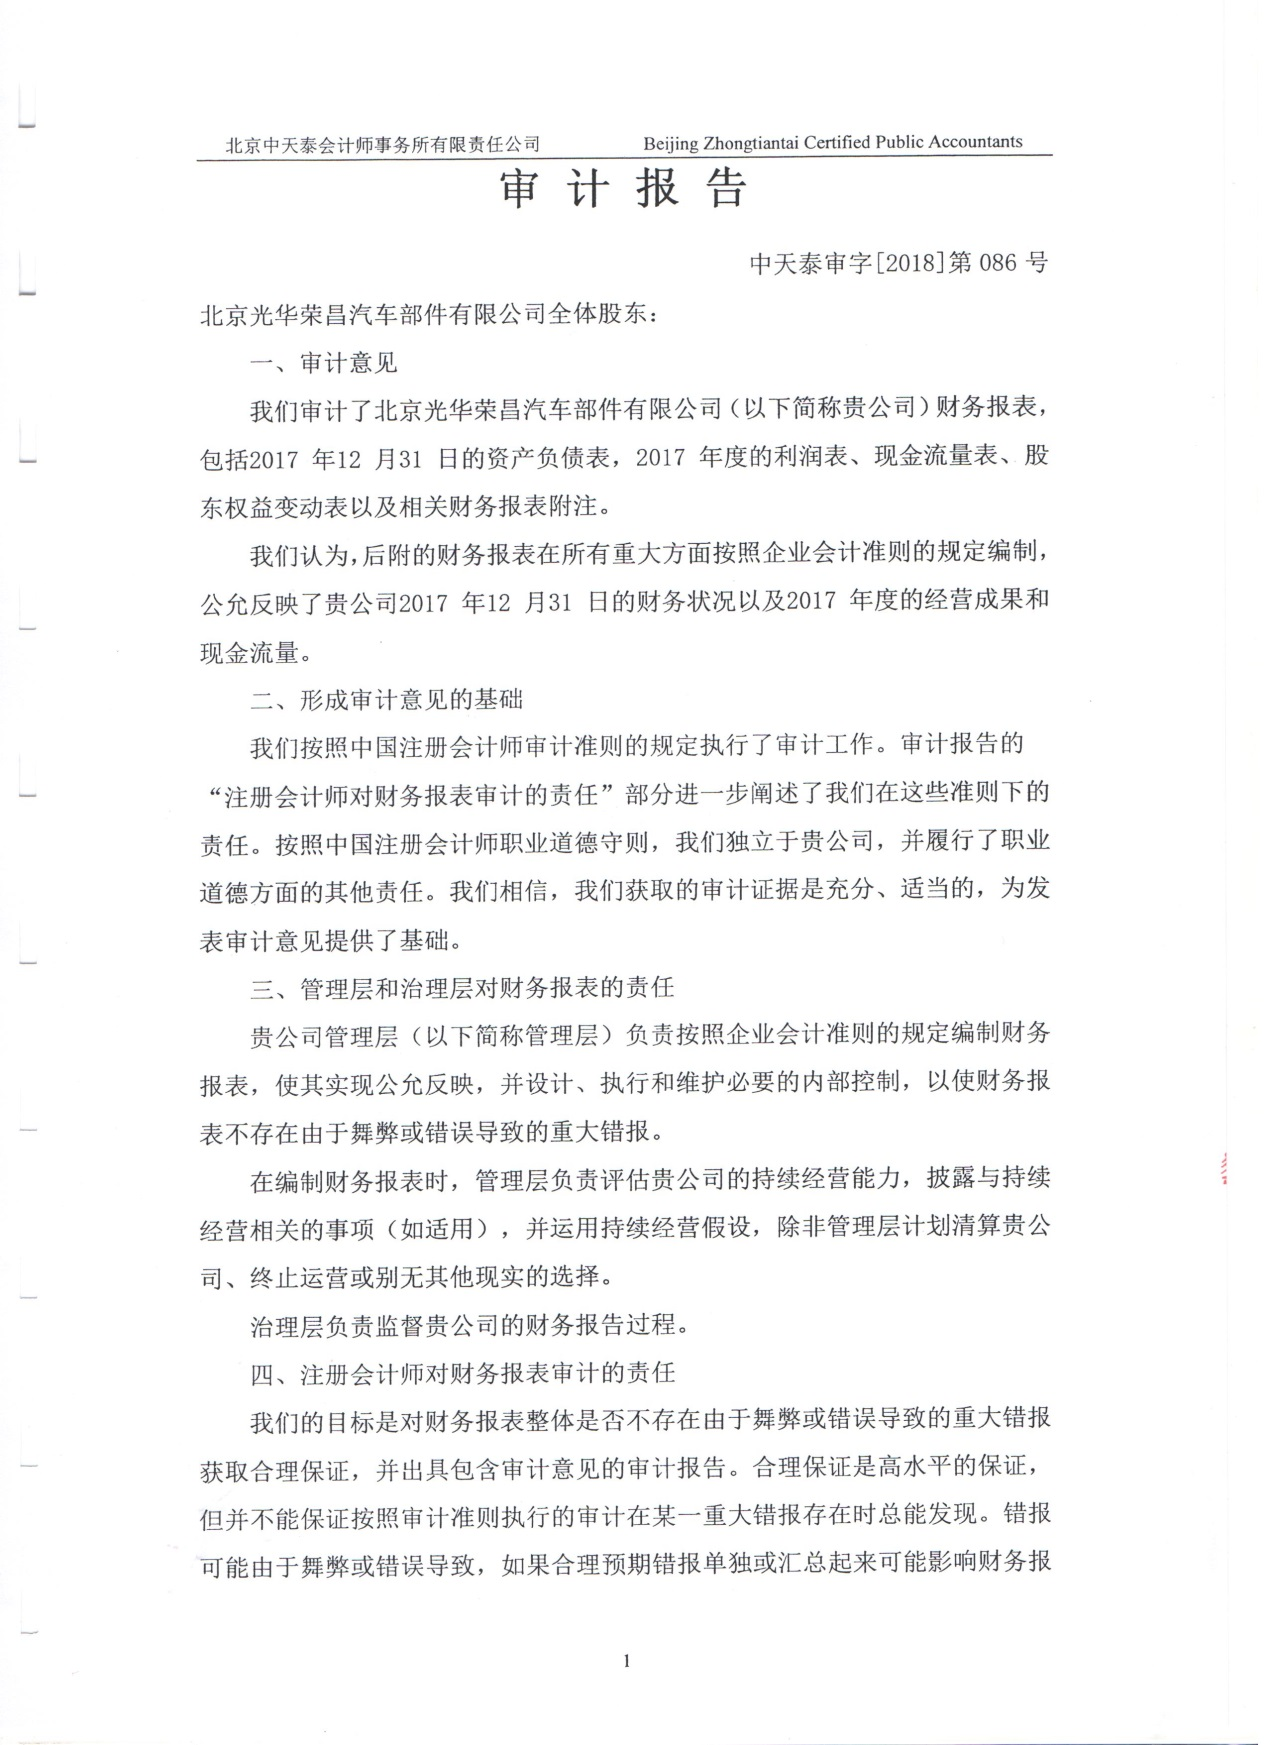 北京中天泰会计师事务所有限责任公司 Beijing Zhongtiantai Certified Public Accountants
审计报告
中天泰审字[2018]第 086 号
北京光华荣昌汽车部件有限公司全体股东：
一、审计意见
我们审计了北京光华荣昌汽车部件有限公司（以下简称贵公司）财务报表，
包括2017 年12 月31 日的资产负债表，2017 年度的利润表、现金流量表、股
东权益变动表以及相关财务报表附注。
我们认为，后附的财务报表在所有重大方面按照企业会计准则的规定编制，
公允反映了贵公司2017 年12 月31 日的财务状况以及2017 年度的经营成果和
现金流量。
二、形成审计意见的基础
我们按照中国注册会计师审计准则的规定执行了审计工作。审计报告的
“注册会计师对财务报表审计的责任”部分进一步阐述了我们在这些准则下的
责任。按照中国注册会计师职业道德守则，我们独立于贵公司，并履行了职业
道德方面的其他责任。我们相信，我们获取的审计证据是充分、适当的，为发
表审计意见提供了基础。
三、管理层和治理层对财务报表的责任
贵公司管理层（以下简称管理层）负责按照企业会计准则的规定编制财务
报表，使其实现公允反映，并设计、执行和维护必要的内部控制，以使财务报
表不存在由于舞弊或错误导致的重大错报。
在编制财务报表时，管理层负责评估贵公司的持续经营能力，披露与持续
经营相关的事项（如适用），并运用持续经营假设，除非管理层计划清算贵公
司、终止运营或别无其他现实的选择。
治理层负责监督贵公司的财务报告过程。
四、注册会计师对财务报表审计的责任
我们的目标是对财务报表整体是否不存在由于舞弊或错误导致的重大错报
获取合理保证，并出具包含审计意见的审计报告。合理保证是高水平的保证，
但并不能保证按照审计准则执行的审计在某一重大错报存在时总能发现。错报
可能由于舞弊或错误导致，如果合理预期错报单独或汇总起来可能影响财务报
1